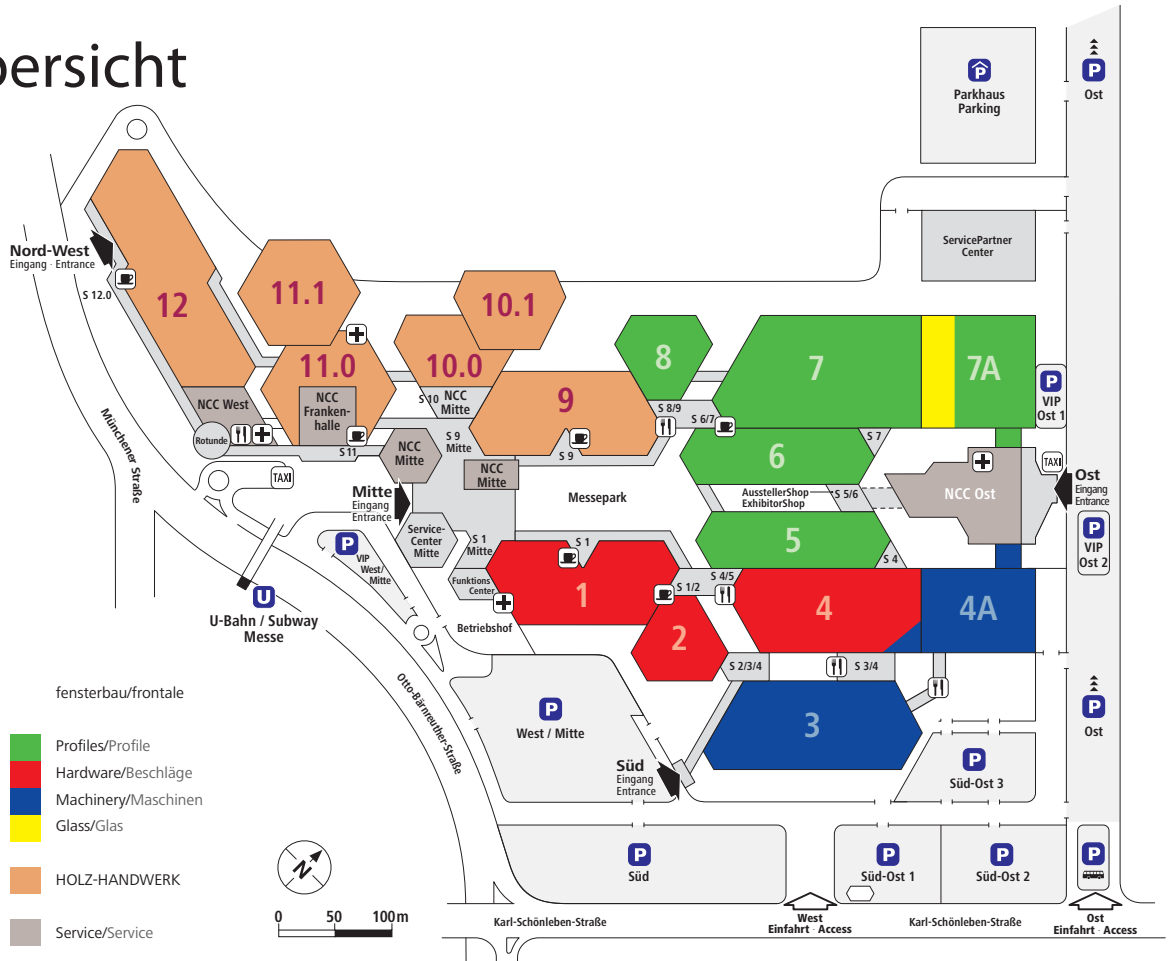 bersicht
P
Parkhaus
Parking
P
Ost
ServicePartner
Center
Nord-West
Eingang · Entrance
S 12.0
12
11.1
10.1
11.0
10.0
9
8
7
7A
P
VIP
Ost 1
NCC West
NCC
Franken-
halle
S 10
NCC
Mitte
S 8/9
S 6/7
Rotunde
S 11
NCC
Mitte
S 9
Mitte
S 9
NCC
Mitte
6
S 7
TAXI
TAXI
Ost
Eingang
Entrance
NCC Ost
Mitte
Eingang
Entrance
Messepark
AusstellerShop
ExhibitorShop
S 5/6
Service-
Center
Mitte
S 1
Mitte
S 1
5
S 4
P
VIP
Ost 2
P
VIP
West/
Mitte
Funktions
Center
1
S 1/2
S 4/5
4
4A
U
U-Bahn / Subway
Messe
Betriebshof
2
S 2/3/4
S 3/4
Münchener Straße
Otto-Bärnreuther-Straße
P
West / Mitte
3
P
Ost
Süd
Eingang
Entrance
P
Süd-Ost 3
fensterbau/frontale
Profiles/Profile
Hardware/Beschläge
Machinery/Maschinen
Glass/Glas
HOLZ-HANDWERK
Service/Service
N
0 50 100 m
P
Süd
P
Süd-Ost 1
P
Süd-Ost 2
P
Karl-Schönleben-Straße
West
Einfahrt · Access
Karl-Schönleben-Straße
Ost
Einfahrt · Access